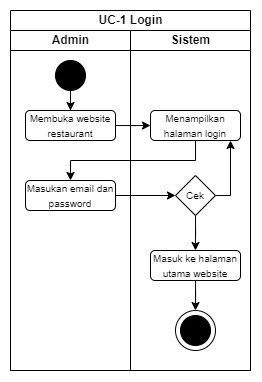 UC-1 Login
Admin
Sistem
Membuka website
restaurant
Menampilkan
halaman login
Masukan email dan
password
Cek
Masuk ke halaman
utama website